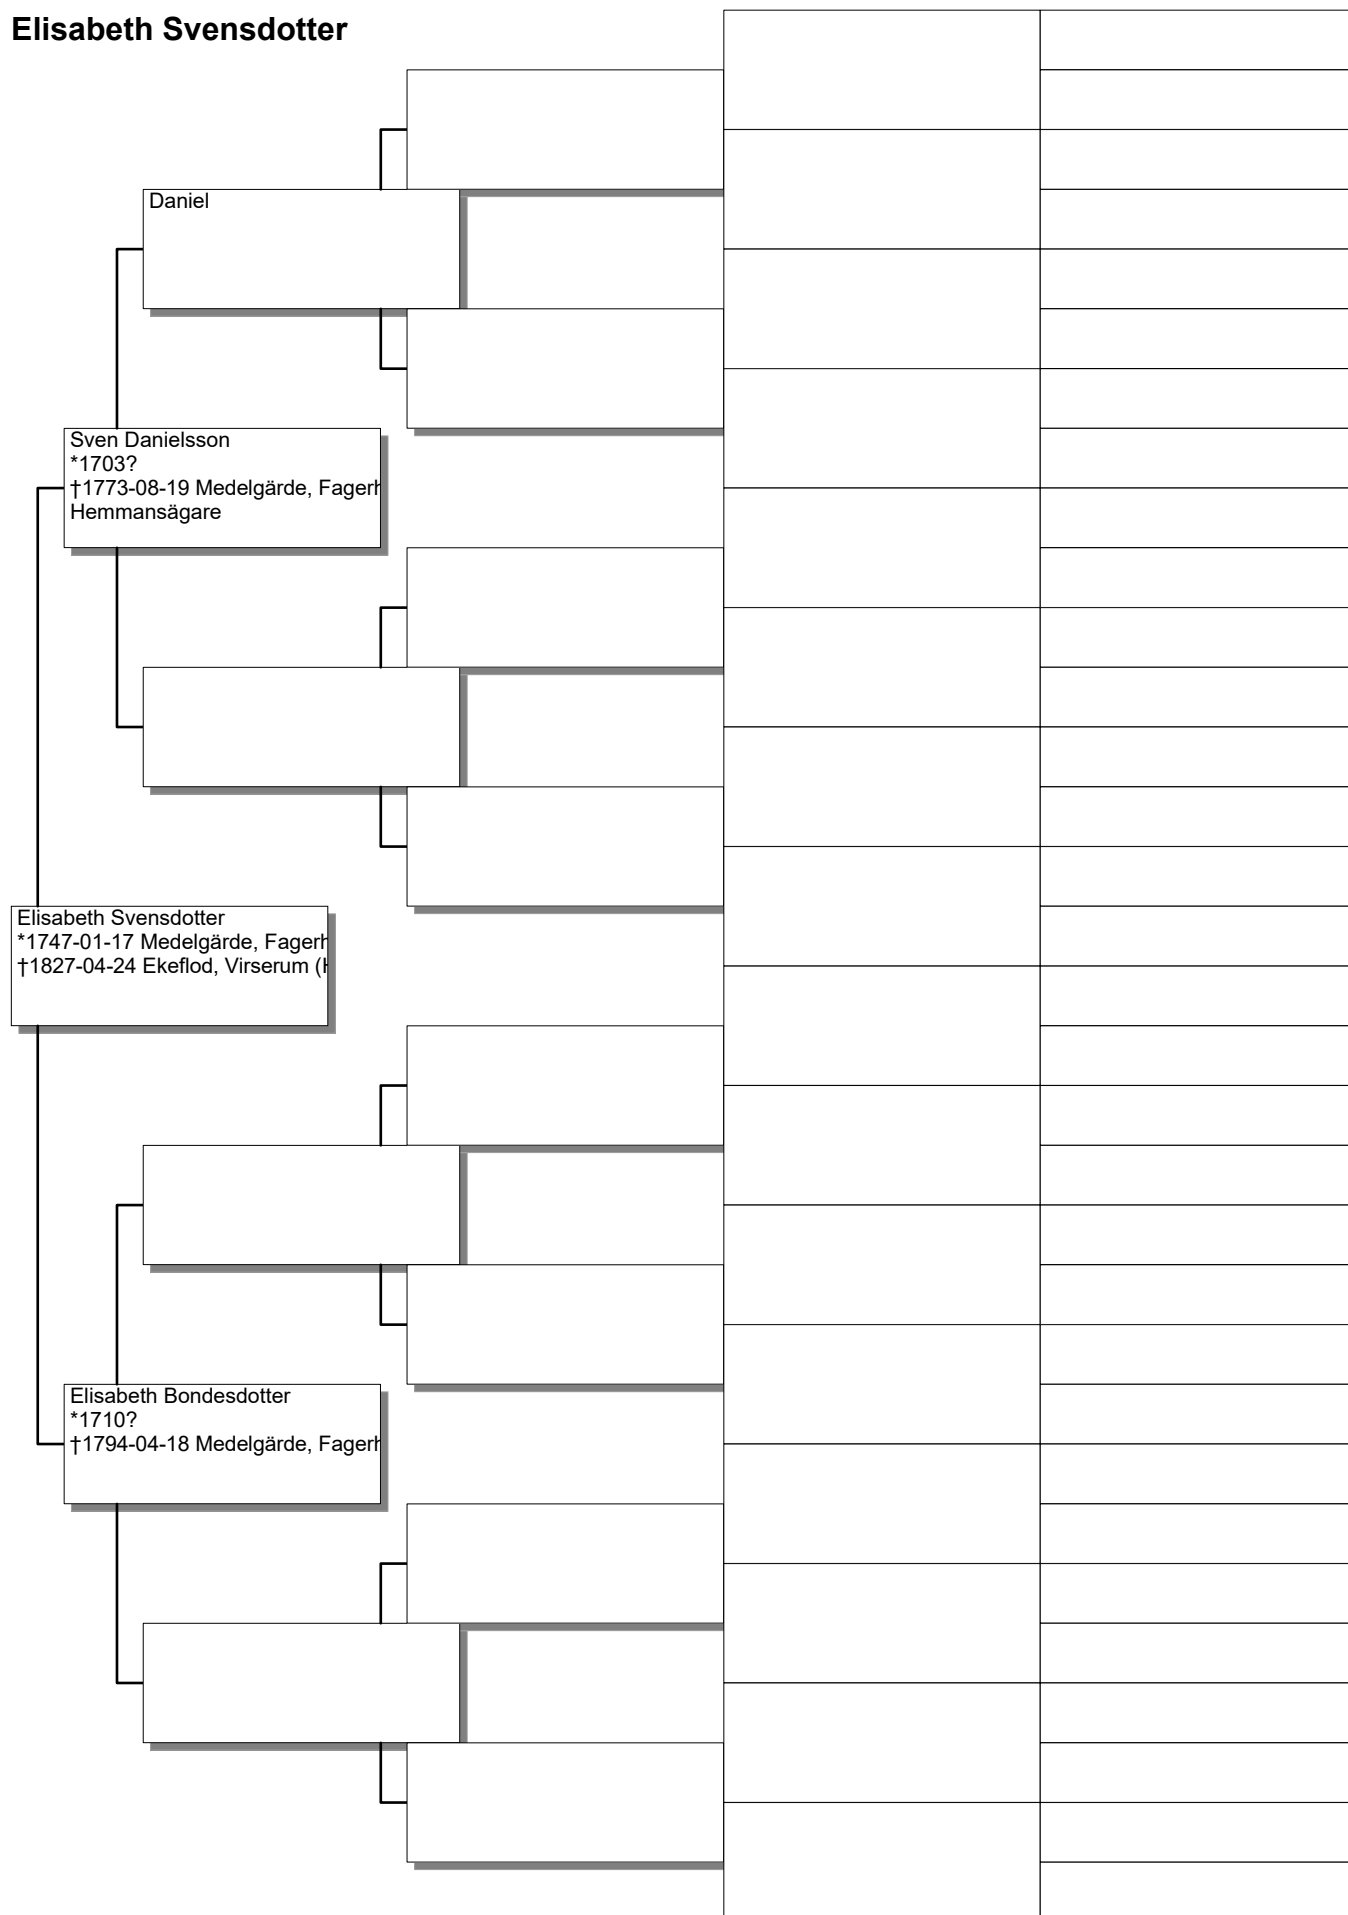 Elisabeth Svensdotter
Daniel
Sven Danielsson
*1703?
†1773-08-19 Medelgärde, Fagerh
Hemmansägare
Elisabeth Svensdotter
*1747-01-17 Medelgärde, Fagerh
†1827-04-24 Ekeflod, Virserum (H
Elisabeth Bondesdotter
*1710?
†1794-04-18 Medelgärde, Fagerh